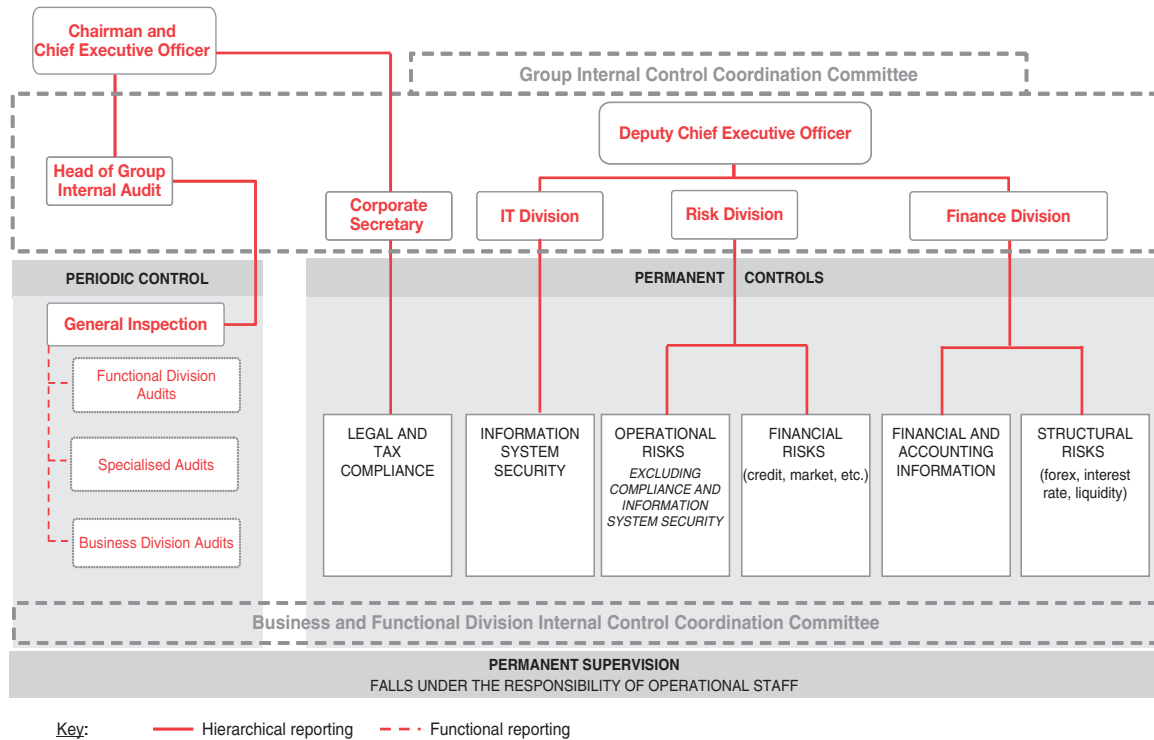 Chairman and
Chief Executive Officer
Group Internal Control Coordination Committee
Deputy Chief Executive Officer
Head of Group
Internal Audit
Corporate
Secretary
IT Division
Risk Division
Finance Division
PERIODIC CONTROL
PERMANENT CONTROLS
General Inspection
Functional Division
Audits
Specialised Audits
Business Division Audits
LEGAL AND
TAX
COMPLIANCE
INFORMATION
SYSTEM
SECURITY
OPERATIONAL
RISKS
EXCLUDING
COMPLIANCE AND
INFORMATION
SYSTEM SECURITY
FINANCIAL
RISKS
(credit, market, etc.)
FINANCIAL AND
ACCOUNTING
INFORMATION
STRUCTURAL
RISKS
(forex, interest
rate, liquidity)
Business and Functional Division Internal Control Coordination Committee
PERMANENT SUPERVISION
FALLS UNDER THE RESPONSIBILITY OF OPERATIONAL STAFF
Key: Hierarchical reporting Functional reporting